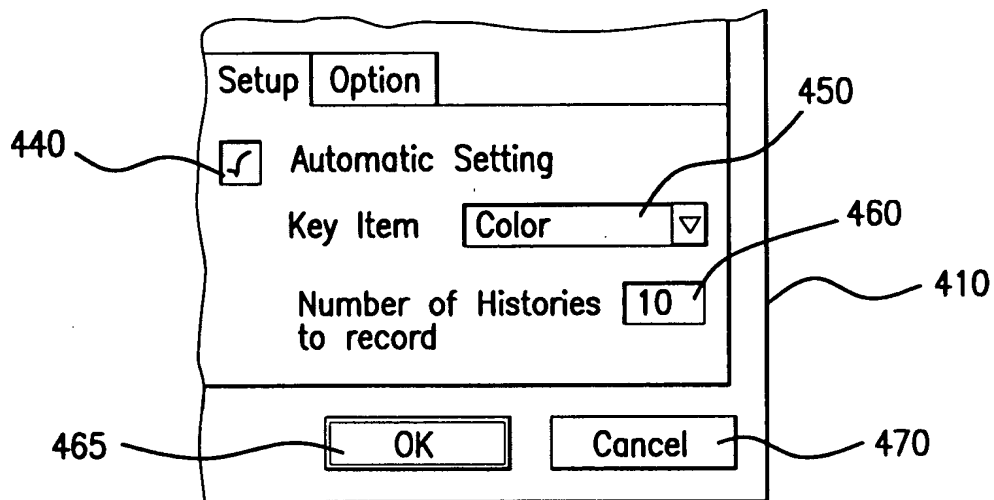 Setup Option
450
440
Automatic Setting
Key Item Color
460
410
Number of Histories 10
to record
465
OK
Cancel
470